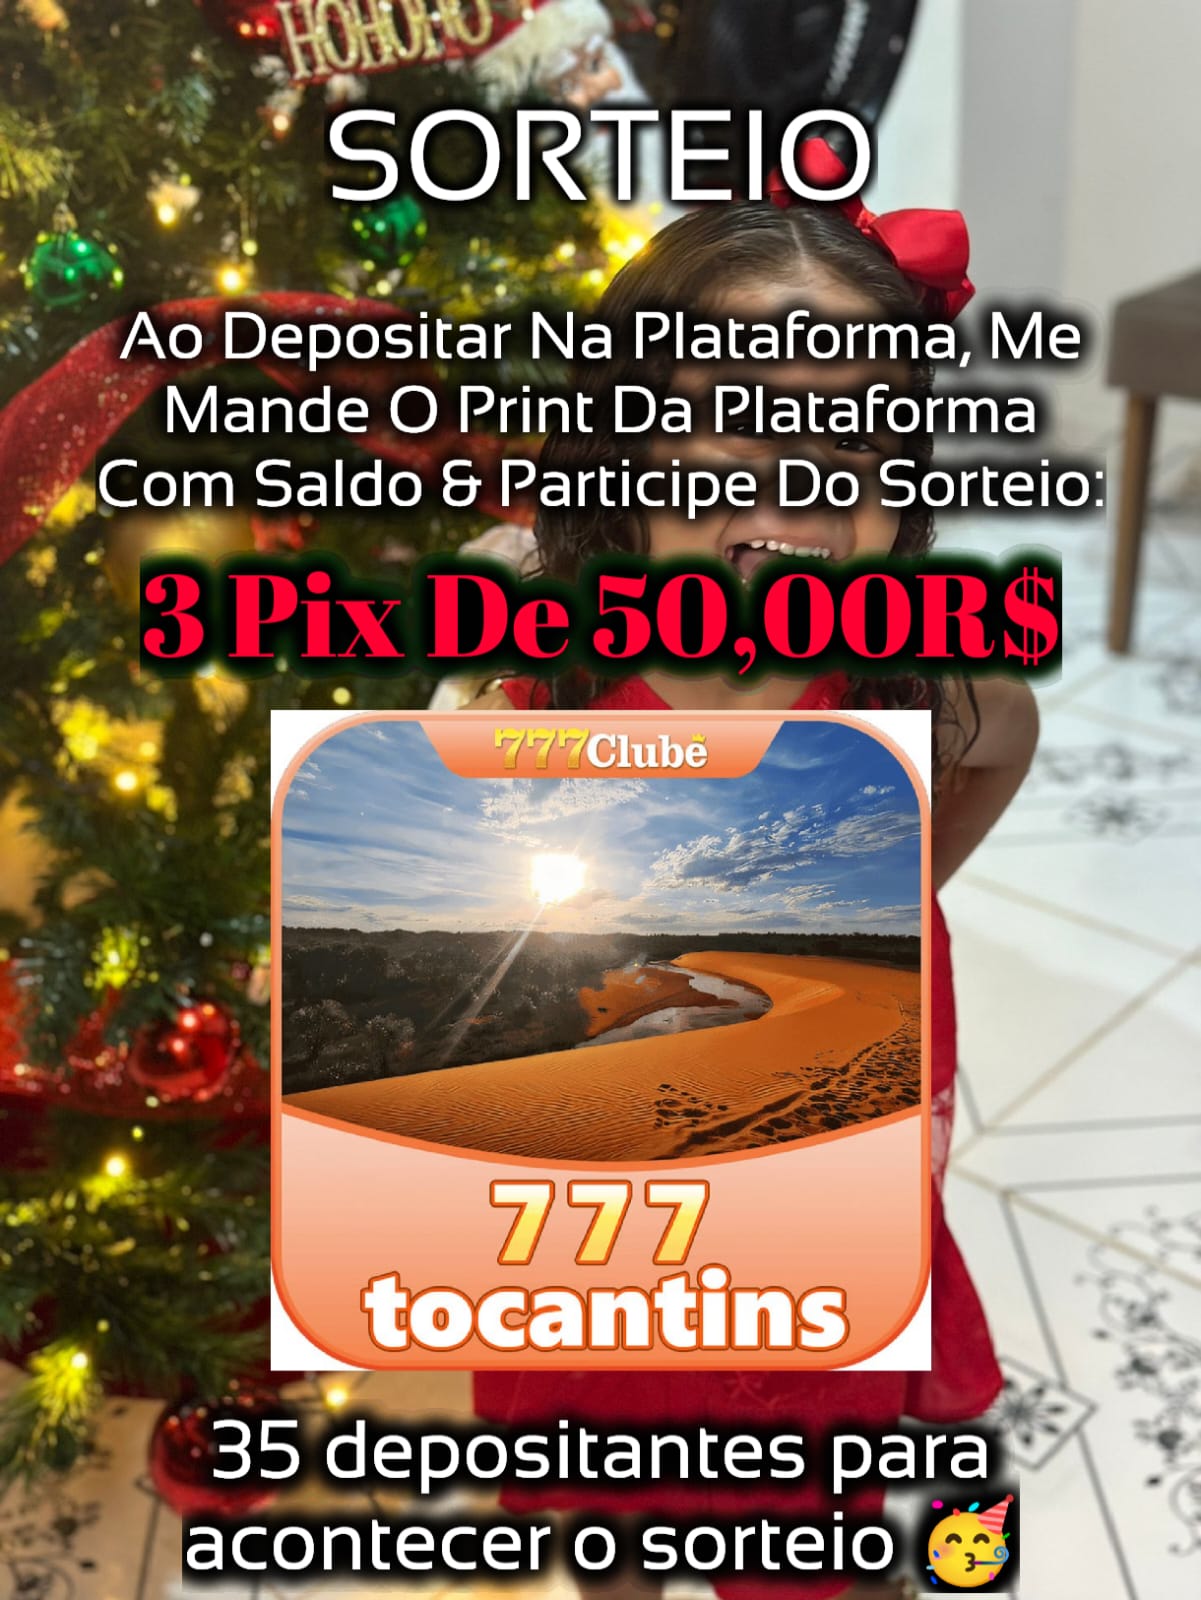 HOHOHO
SORTEIO
Ao Depositar Na Plataforma, Me
Mande O Print Da Plataforma
Com Saldo & Participe Do Sorteio:
3 Pix De 50,00R$
777Clube
777
tocantins
35 depositantes para
acontecer o sorteio 🥳